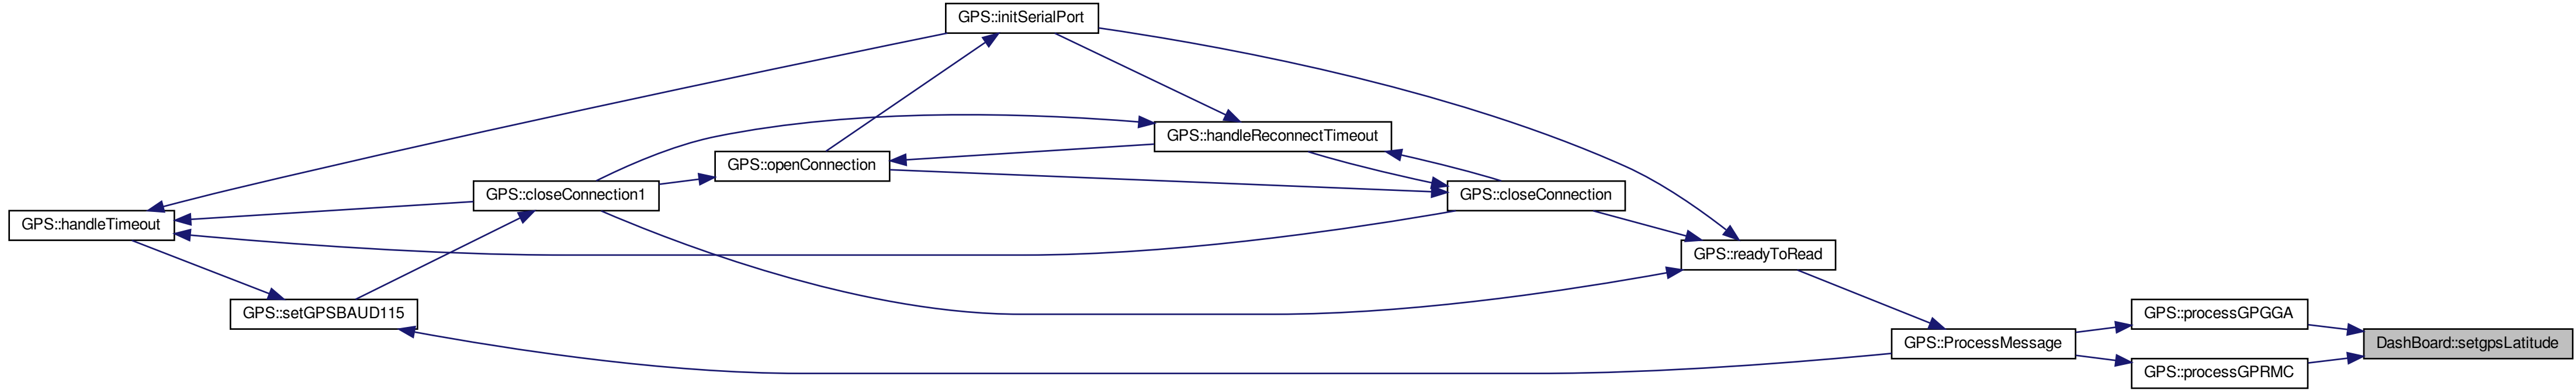 GPS::initSerialPort
GPS::handleReconnectTimeout
GPS::openConnection
GPS::closeConnection1
GPS::closeConnection
GPS::handleTimeout
GPS::readyToRead
GPS::setGPSBAUD115
GPS::processGPGGA
GPS::ProcessMessage
DashBoard::setgpsLatitude
GPS::processGPRMC